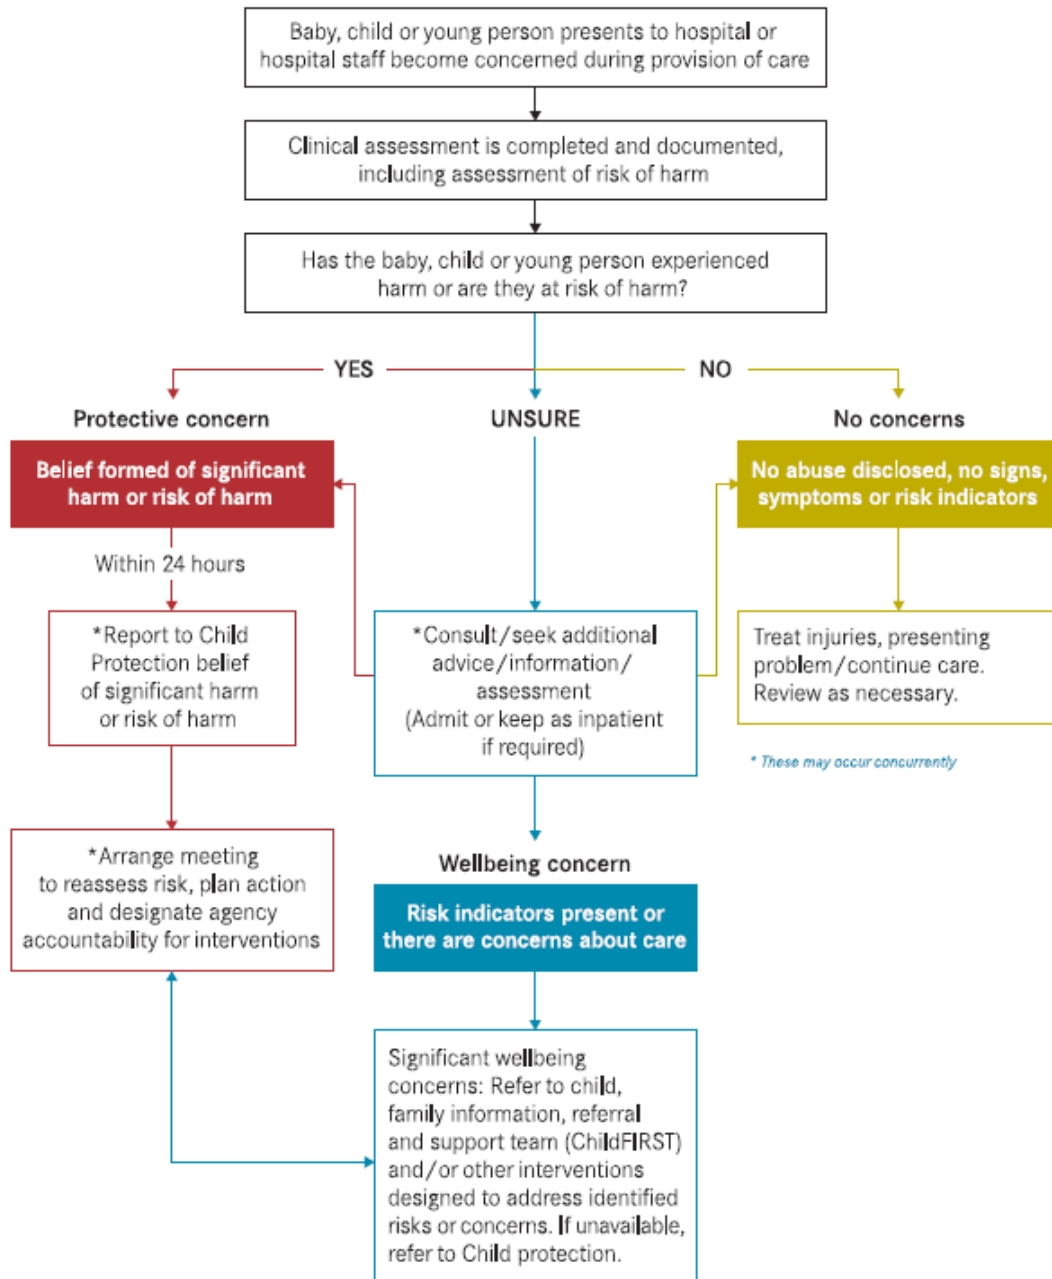 Baby, child or young person presents to hospital or
hospital staff become concerned during provision of care
Clinical assessment is completed and documented,
including assessment of risk of harm
Has the baby, child or young person experienced
harm or are they at risk of harm?
YES
NO
Protective concern
UNSURE
No concerns
Belief formed of significant
harm or risk of harm
No abuse disclosed, no signs,
symptoms or risk indicators
Within 24 hours
*Report to Child
Protection belief
of significant harm
or risk of harm
*Consult/seek additional
advice/information/
assessment
(Admit or keep as inpatient
if required)
Treat injuries, presenting
problem/continue care.
Review as necessary.
* These may occur concurrently
*Arrange meeting
to reassess risk, plan action
and designate agency
accountability for interventions
Wellbeing concern
Risk indicators present or
there are concerns about care
Significant wellbeing
concerns: Refer to child,
family information, referral
and support team (ChildFIRST)
and/or other interventions
designed to address identified
risks or concerns. If unavailable,
refer to Child protection.